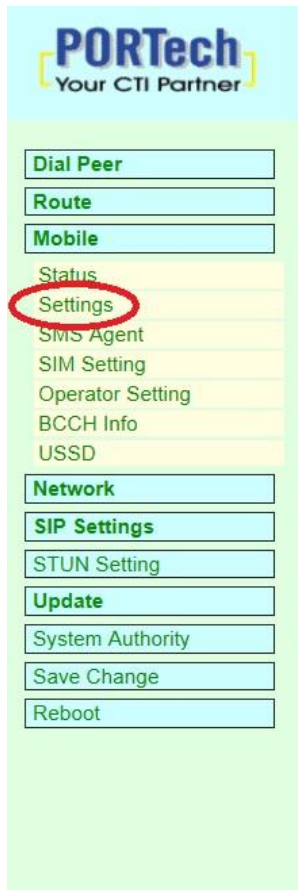 PORTech
Your CTI Partner
Dial Peer
Route
Mobile
Status
Settings
SMS Agent
SIM Setting
Operator Setting
BCCH Info
USSD
Network
SIP Settings
STUN Setting
Update
System Authority
Save Change
Reboot